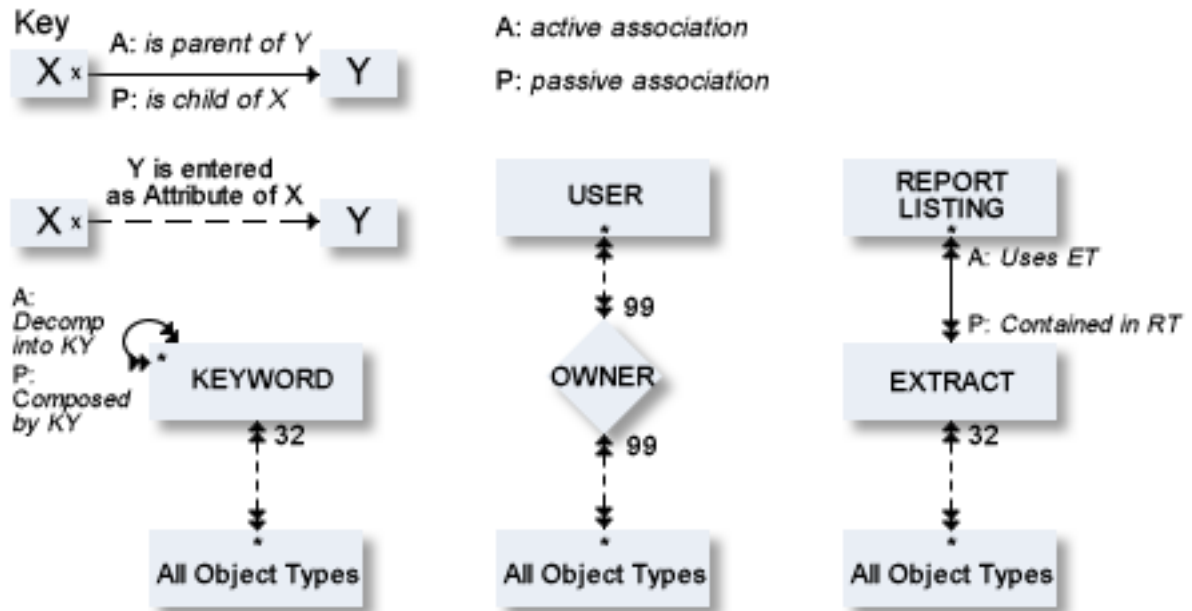 Key
X x
A: is parent of Y
P: is child of X
Y
A: active association
P: passive association
X x
Y is entered
as Attribute of X
Y
USER
*
99
OWNER
99
*
All Object Types
REPORT
LISTING
*
A: Uses ET
P: Contained in RT
EXTRACT
32
*
All Object Types
A:
Decomp
into KY
P:
Composed
by KY
*
KEYWORD
32
*
All Object Types